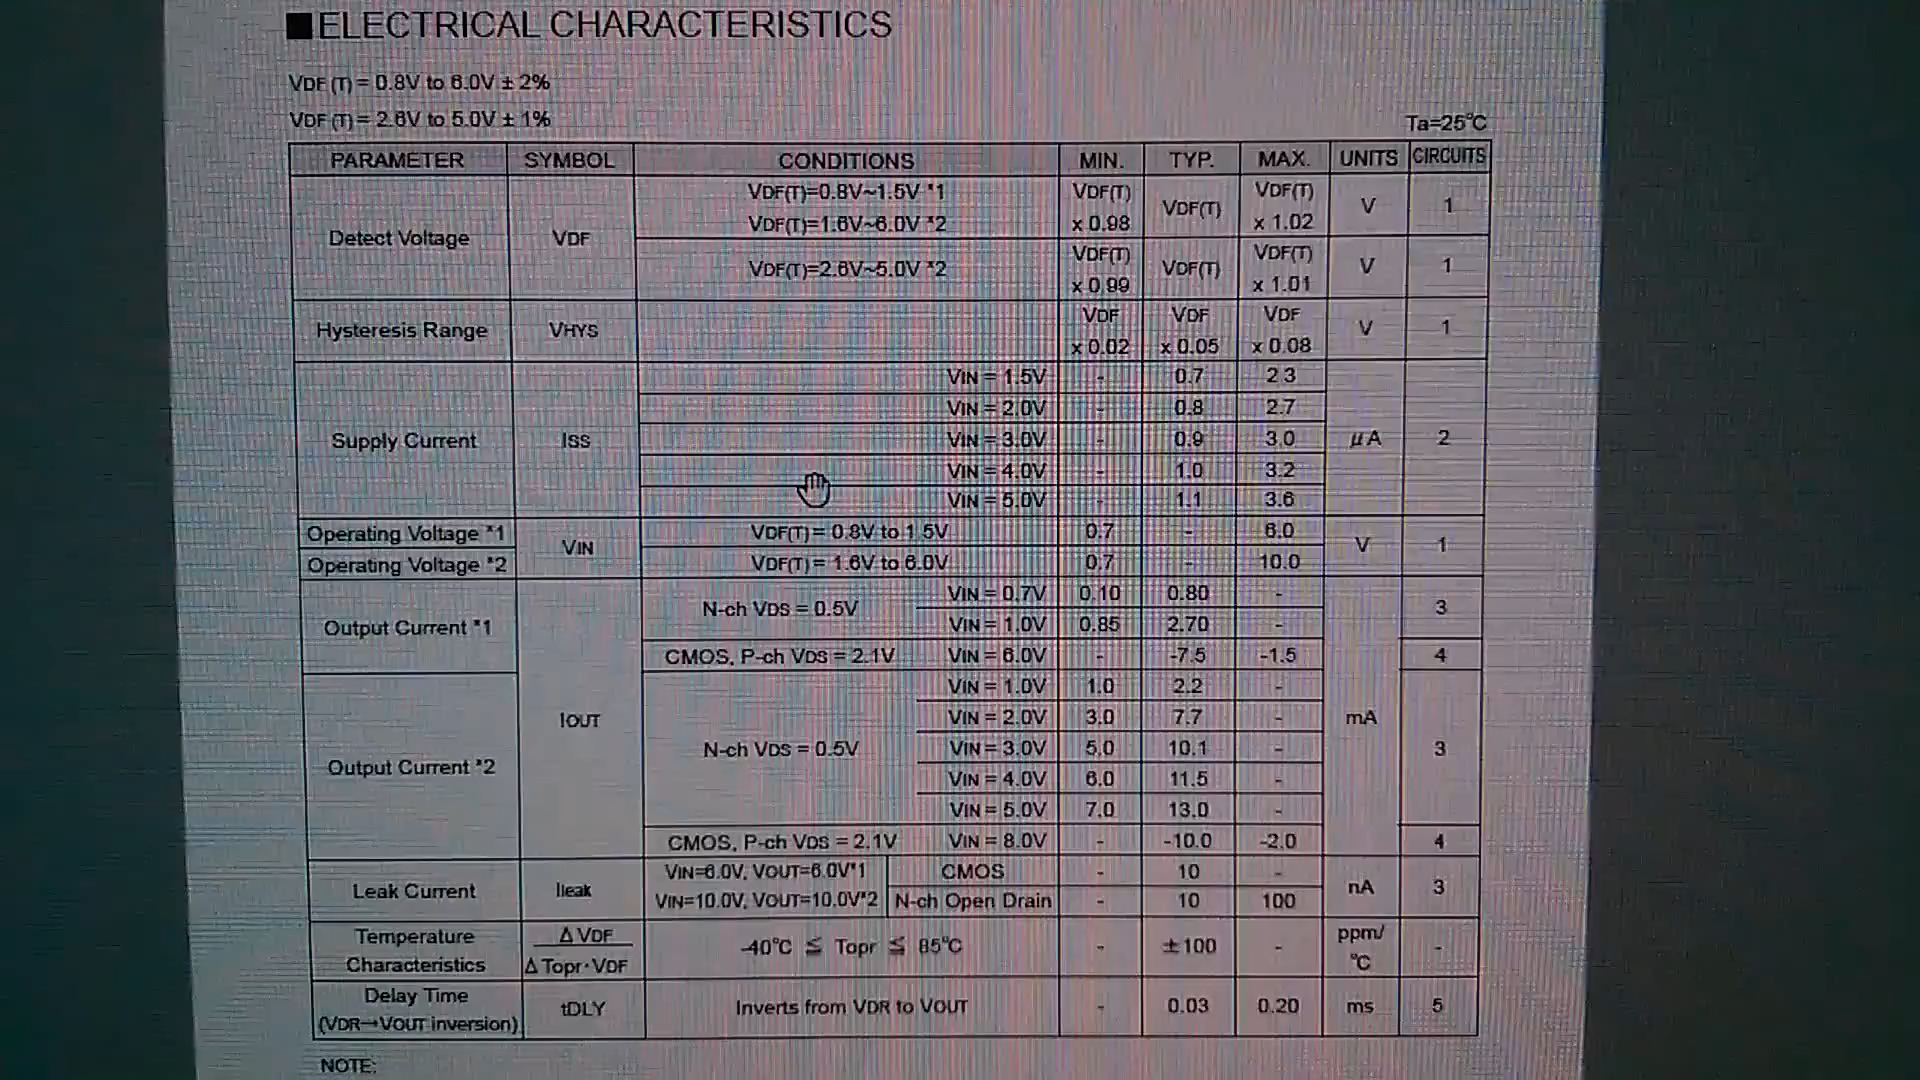 ■ELECTRICAL CHARACTERISTICS
VDF (T) = 0.8V to 6.0V ± 2%
VDF (T) = 2.6V to 5.0V ± 1%
Ta=25℃
PARAMETER SYMBOL CONDITIONS MIN. TYP. MAX. UNITS CIRCUITS
Detect Voltage VDF VDF(T)=0.8V~1.5V *1 VDF(T)=1.6V~6.0V *2 VDF(T) x 0.98 VDF(T) VDF(T) x 1.02 V 1
VDF(T)=2.6V~5.0V *2 VDF(T) x 0.99 VDF(T) VDF(T) x 1.01 V 1
Hysteresis Range VHYS VDF x 0.02 VDF x 0.05 VDF x 0.08 V 1
Supply Current ISS VIN = 1.5V - 0.7 2.3 μA 2
VIN = 2.0V - 0.8 2.7
VIN = 3.0V - 0.9 3.0
VIN = 4.0V - 1.0 3.2
VIN = 5.0V - 1.1 3.6
Operating Voltage *1 VIN VDF(T) = 0.8V to 1.5V 0.7 - 6.0 V 1
Operating Voltage *2 VDF(T) = 1.6V to 6.0V 0.7 - 10.0
Output Current *1 IOUT N-ch VDS = 0.5V VIN = 0.7V 0.10 0.80 - mA 3
VIN = 1.0V 0.85 2.70 -
CMOS, P-ch VDS = 2.1V VIN = 6.0V - -7.5 -1.5 4
Output Current *2 N-ch VDS = 0.5V VIN = 1.0V 1.0 2.2 - 3
VIN = 2.0V 3.0 7.7 -
VIN = 3.0V 5.0 10.1 -
VIN = 4.0V 6.0 11.5 -
VIN = 5.0V 7.0 13.0 -
CMOS, P-ch VDS = 2.1V VIN = 8.0V - -10.0 -2.0 4
Leak Current Ileak VIN=6.0V, VOUT=6.0V*1 CMOS - 10 - nA 3
VIN=10.0V, VOUT=10.0V*2 N-ch Open Drain - 10 100
Temperature Characteristics ΔVDF ΔTopr·VDF -40℃ ≦ Topr ≦ 85℃ - ±100 - ppm/ ℃ -
Delay Time (VDR→VOUT inversion) tDLY Inverts from VDR to VOUT - 0.03 0.20 ms 5
NOTE: